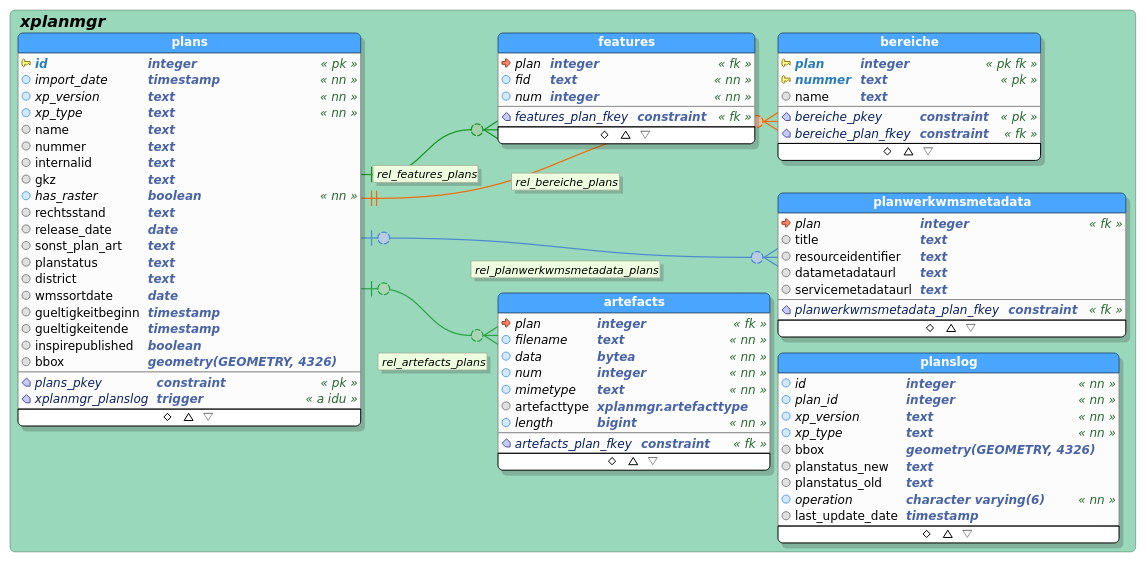 xplanmgr
plans
id integer « pk »
import_date timestamp « nn »
xp_version text « nn »
xp_type text « nn »
name text
nummer text
internalid text
gkz text
has_raster boolean « nn »
rechtsstand text
release_date date
sonst_plan_art text
planstatus text
district text
wmssortdate date
gueltigkeitbeginn timestamp
gueltigkeitende timestamp
inspirepublished boolean
bbox geometry(GEOMETRY, 4326)
plans_pkey constraint « pk »
xplanmgr_planslog trigger « a idu »
features
plan integer « fk »
fid text « nn »
num integer « nn »
features_plan_fkey constraint « fk »
bereiche
plan integer « pk fk »
nummer text « pk »
name text
bereiche_pkey constraint « pk »
bereiche_plan_fkey constraint « fk »
rel_features_plans
rel_bereiche_plans
planwerkwmsmetadata
plan integer « fk »
title text
resourceidentifier text
datametadataurl text
servicemetadataurl text
planwerkwmsmetadata_plan_fkey constraint « fk »
rel_planwerkwmsmetadata_plans
artefacts
plan integer « fk »
filename text « nn »
data bytea « nn »
num integer « nn »
mimetype text « nn »
artefacttype xplanmgr.artefacttype
length bigint « nn »
artefacts_plan_fkey constraint « fk »
rel_artefacts_plans
planslog
id integer « nn »
plan_id integer « nn »
xp_version text « nn »
xp_type text « nn »
bbox geometry(GEOMETRY, 4326)
planstatus_new text
planstatus_old text
operation character varying(6) « nn »
last_update_date timestamp